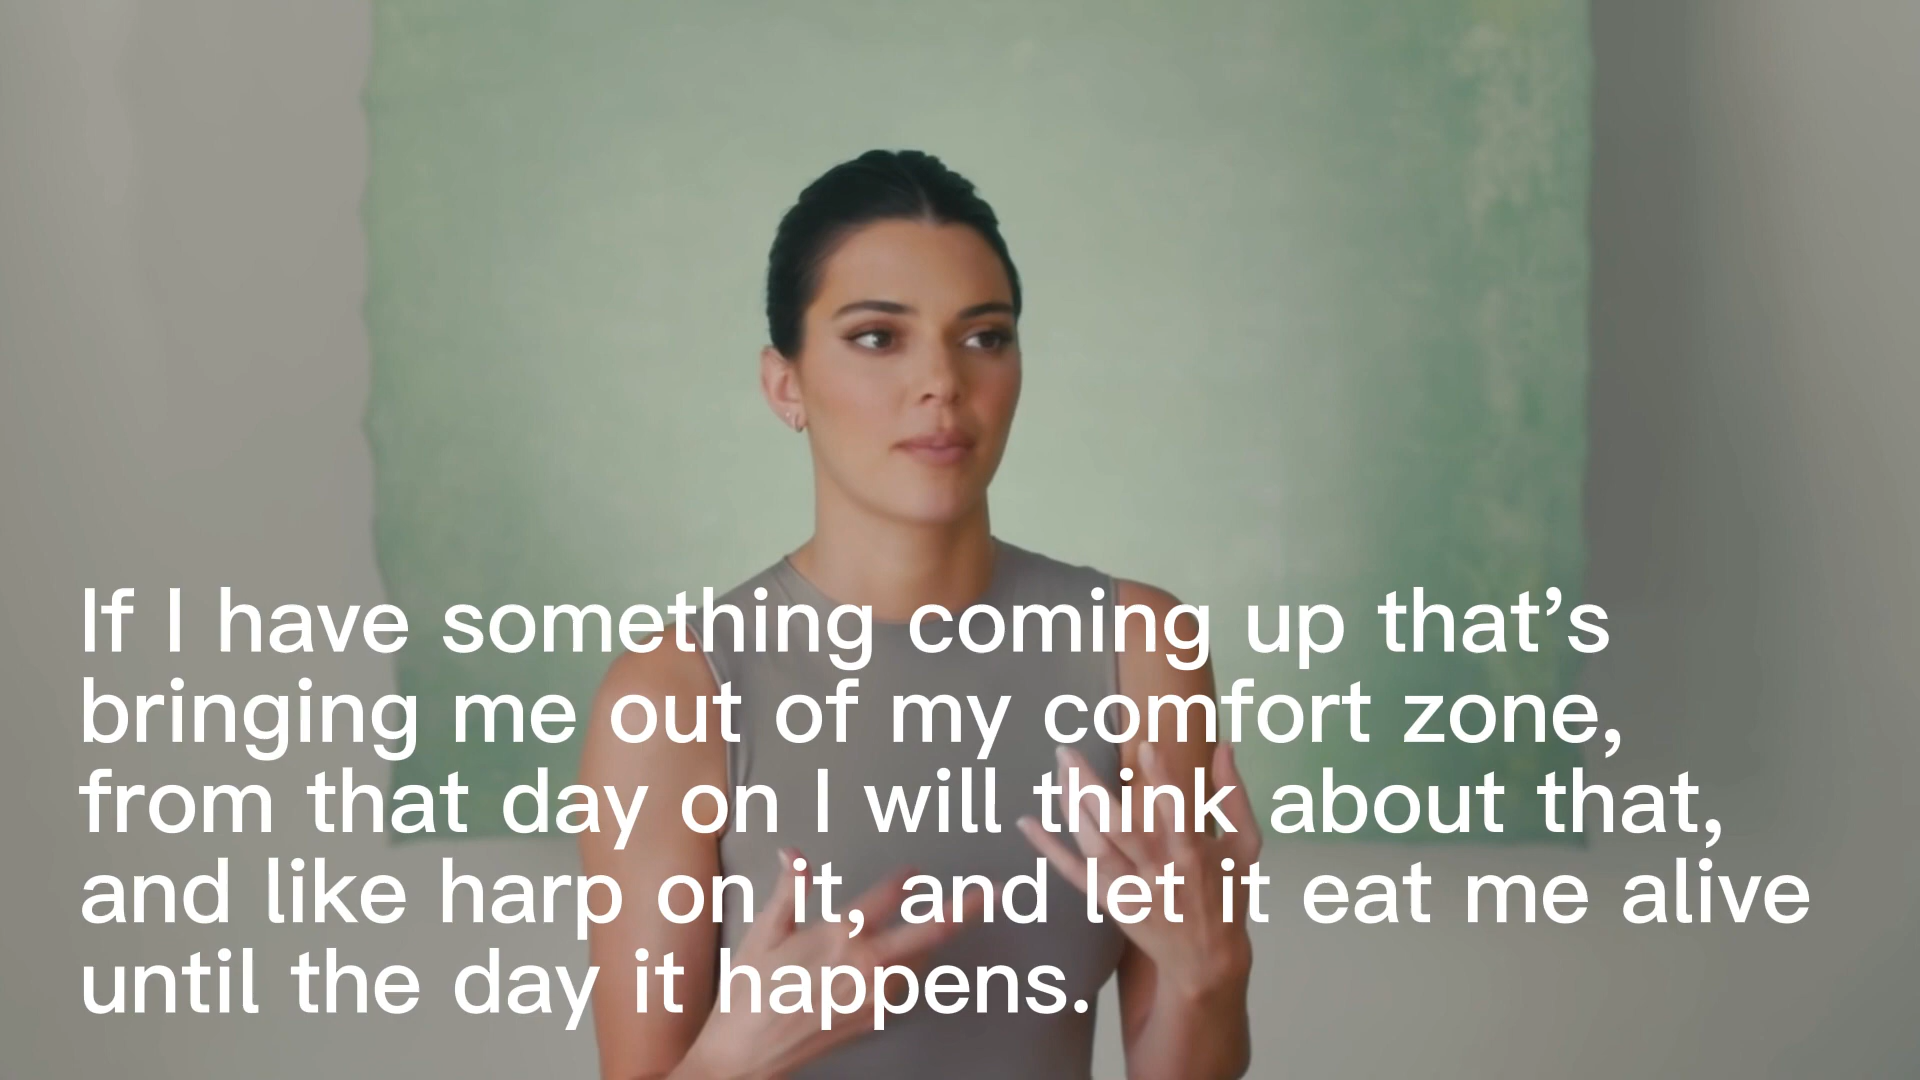 If I have something coming up that’s
bringing me out of my comfort zone,
from that day on I will think about that,
and like harp on it, and let it eat me alive
until the day it happens.